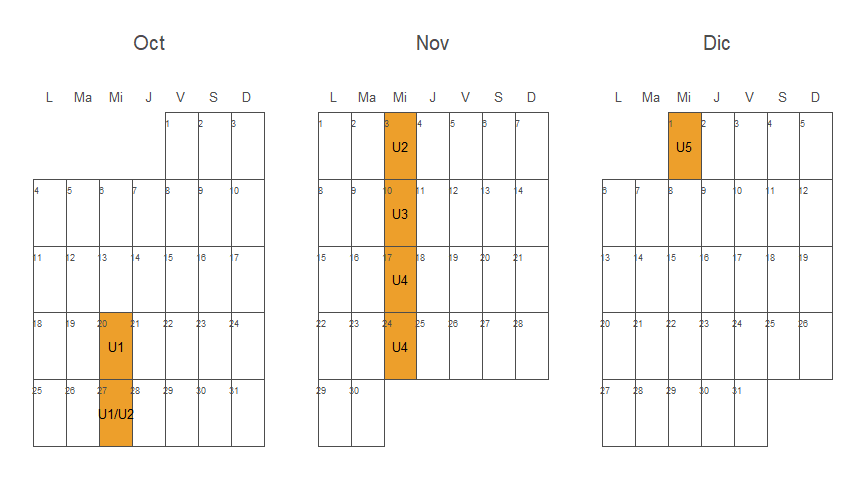 Oct Nov Dic
L Ma Mi J V S D L Ma Mi J V S D L Ma Mi J V S D
1 2 3 1 2 3 4 5 6 7 1 2 3 4 5
U2 U5
4 5 6 7 8 9 10 8 9 10 11 12 13 14 6 7 8 9 10 11 12
U3
11 12 13 14 15 16 17 15 16 17 18 19 20 21 13 14 15 16 17 18 19
U4
18 19 20 21 22 23 24 22 23 24 25 26 27 28 20 21 22 23 24 25 26
U1 U4
25 26 27 28 29 30 31 29 30 27 28 29 30 31
U1/U2